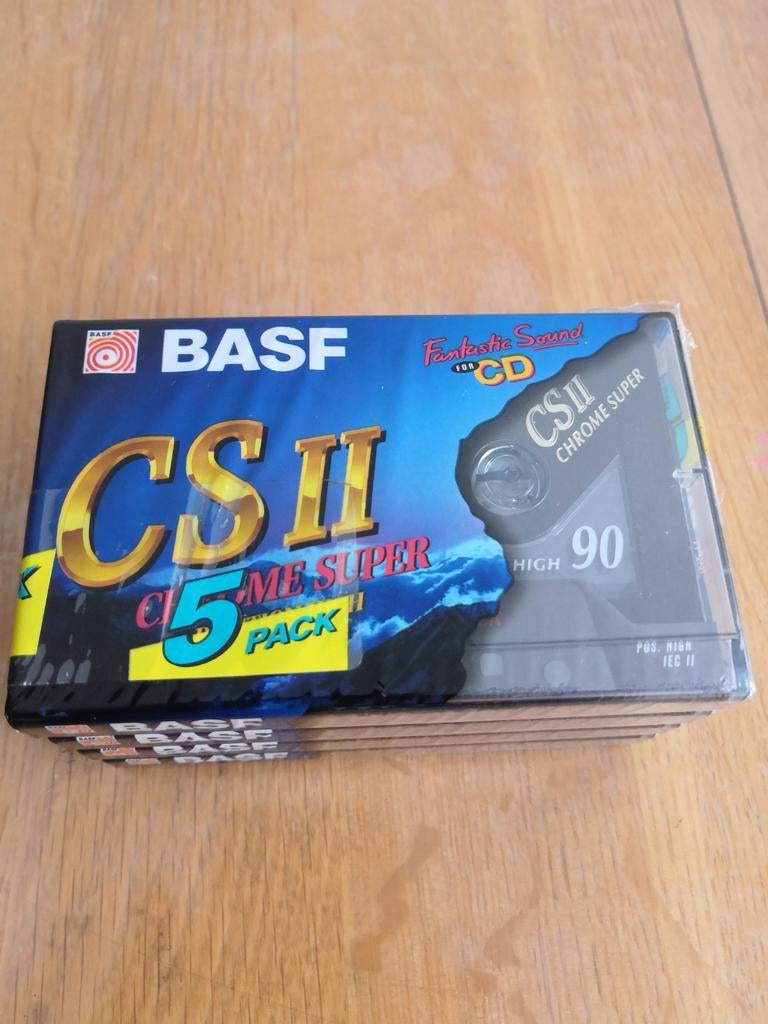 BASF
BASF
Fantastic Sound
FOR CD
CS II
CHROME SUPER
CS II
CHROME SUPER
HIGH 90
5 PACK
POS. HIGH
IEC II
BASF
BASF
BASF
BASF